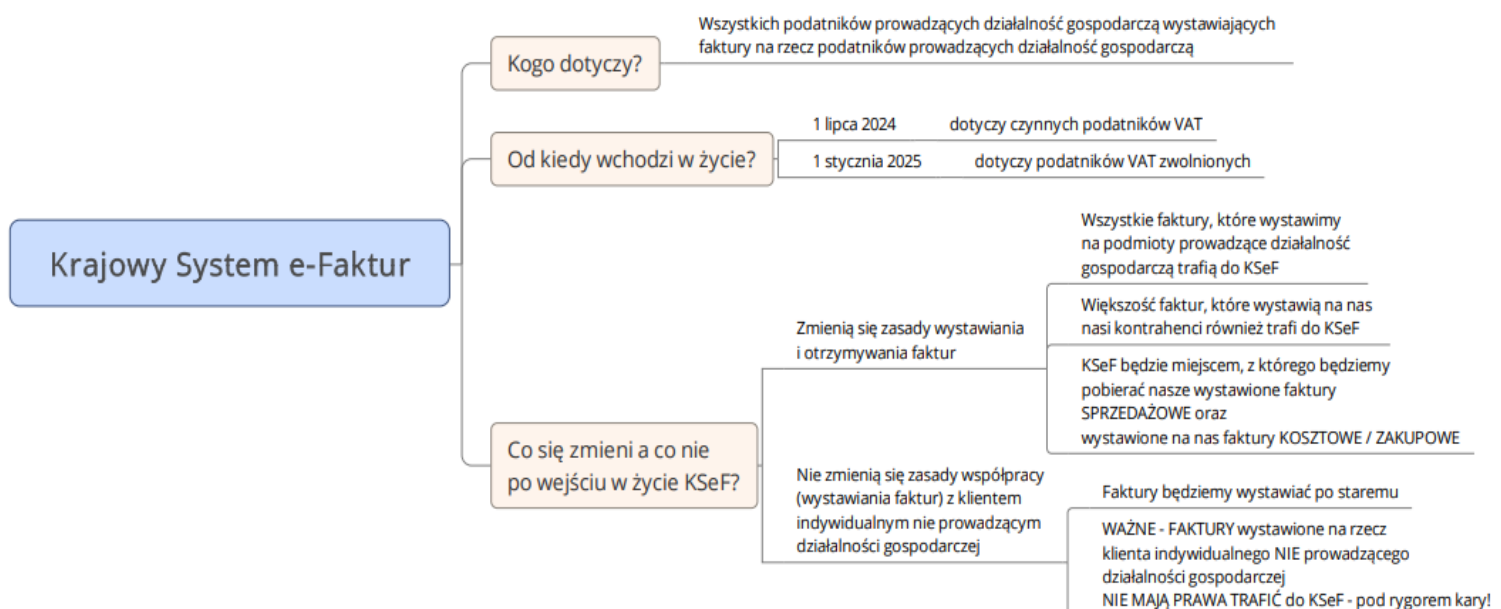 Krajowy System e-Faktur
Kogo dotyczy?
Wszystkich podatników prowadzących działalność gospodarczą wystawiających
faktury na rzecz podatników prowadzących działalność gospodarczą
Od kiedy wchodzi w życie?
1 lipca 2024 dotyczy czynnych podatników VAT
1 stycznia 2025 dotyczy podatników VAT zwolnionych
Co się zmieni a co nie
po wejściu w życie KSeF?
Zmienią się zasady wystawiania
i otrzymywania faktur
Wszystkie faktury, które wystawimy
na podmioty prowadzące działalność
gospodarczą trafią do KSeF
Większość faktur, które wystawią na nas
nasi kontrahenci również trafi do KSeF
KSeF będzie miejscem, z którego będziemy
pobierać nasze wystawione faktury
SPRZEDAŻOWE oraz
wystawione na nas faktury KOSZTOWE / ZAKUPOWE
Nie zmienią się zasady współpracy
(wystawiania faktur) z klientem
indywidualnym nie prowadzącym
działalności gospodarczej
Faktury będziemy wystawiać po staremu
WAŻNE - FAKTURY wystawione na rzecz
klienta indywidualnego NIE prowadzącego
działalności gospodarczej
NIE MAJĄ PRAWA TRAFIĆ do KSeF - pod rygorem kary!